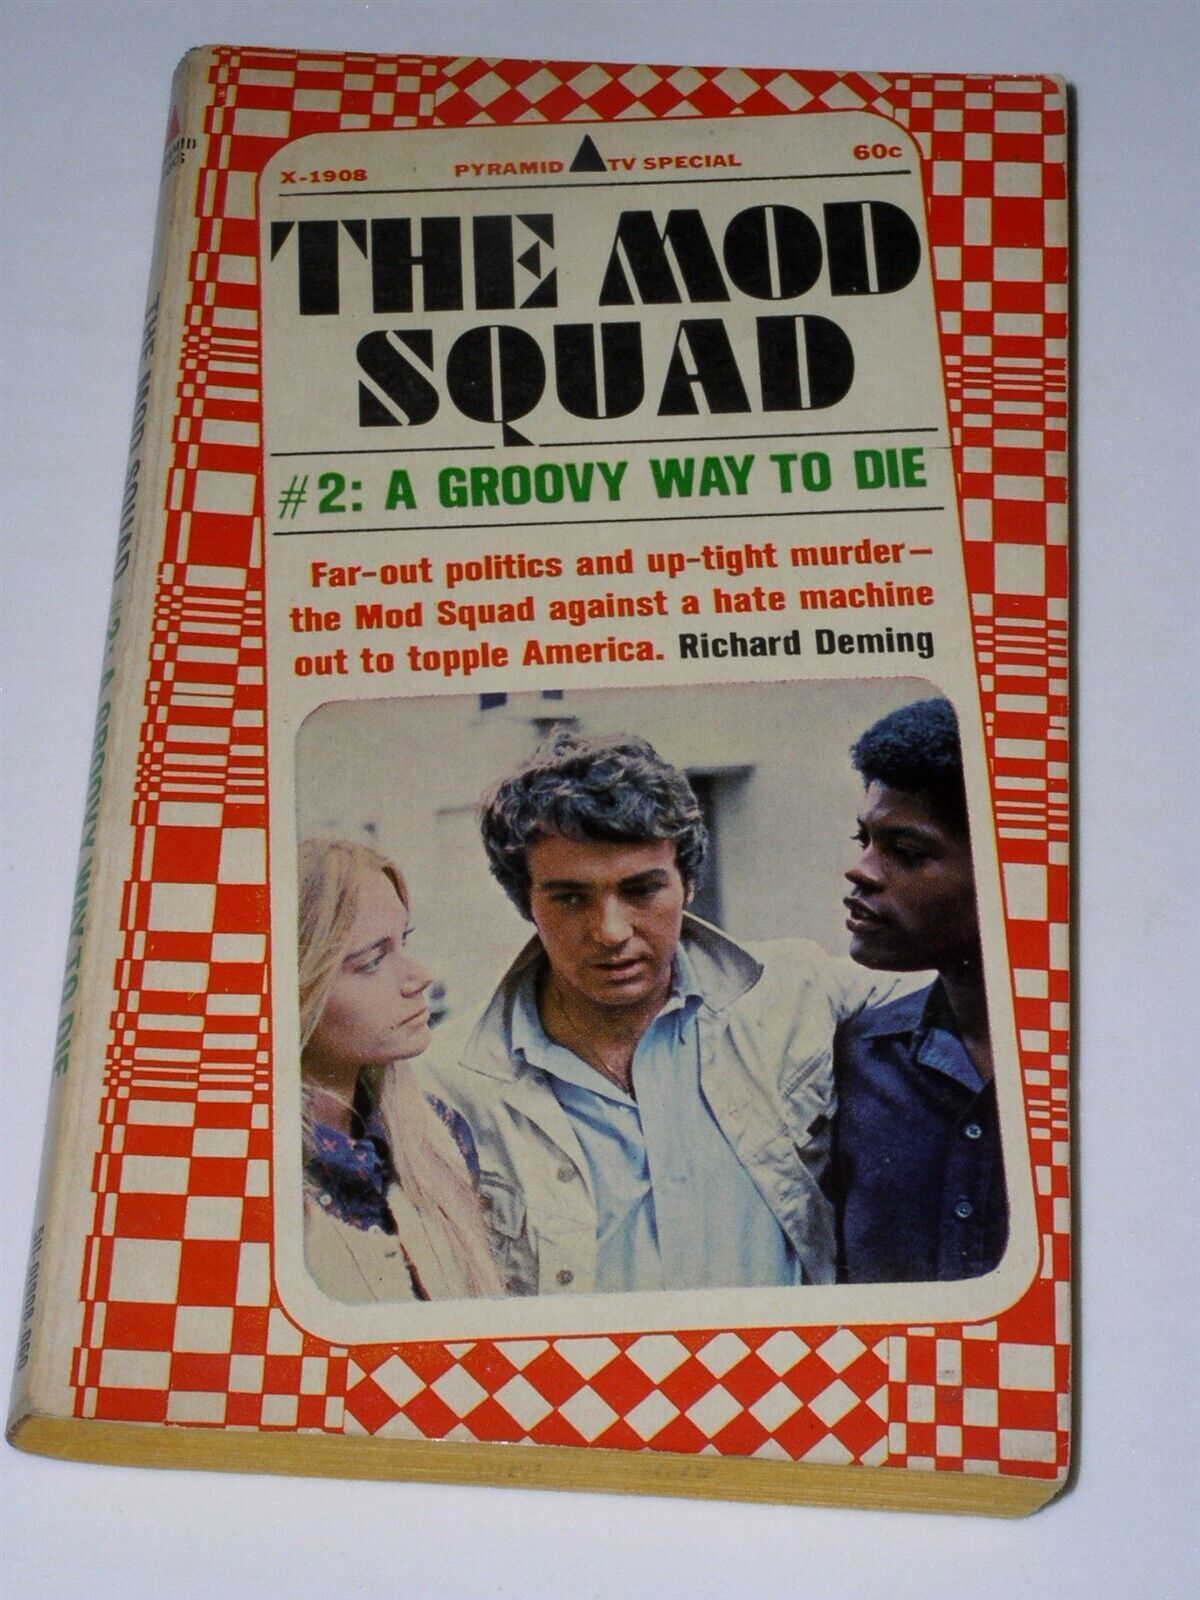 X-1908 PYRAMID TV SPECIAL 60c
THE MOD
SQUAD
#2: A GROOVY WAY TO DIE
Far-out politics and up-tight murder—
the Mod Squad against a hate machine
out to topple America. Richard Deming
THE MOD SQUAD #2: A GROOVY WAY TO DIE